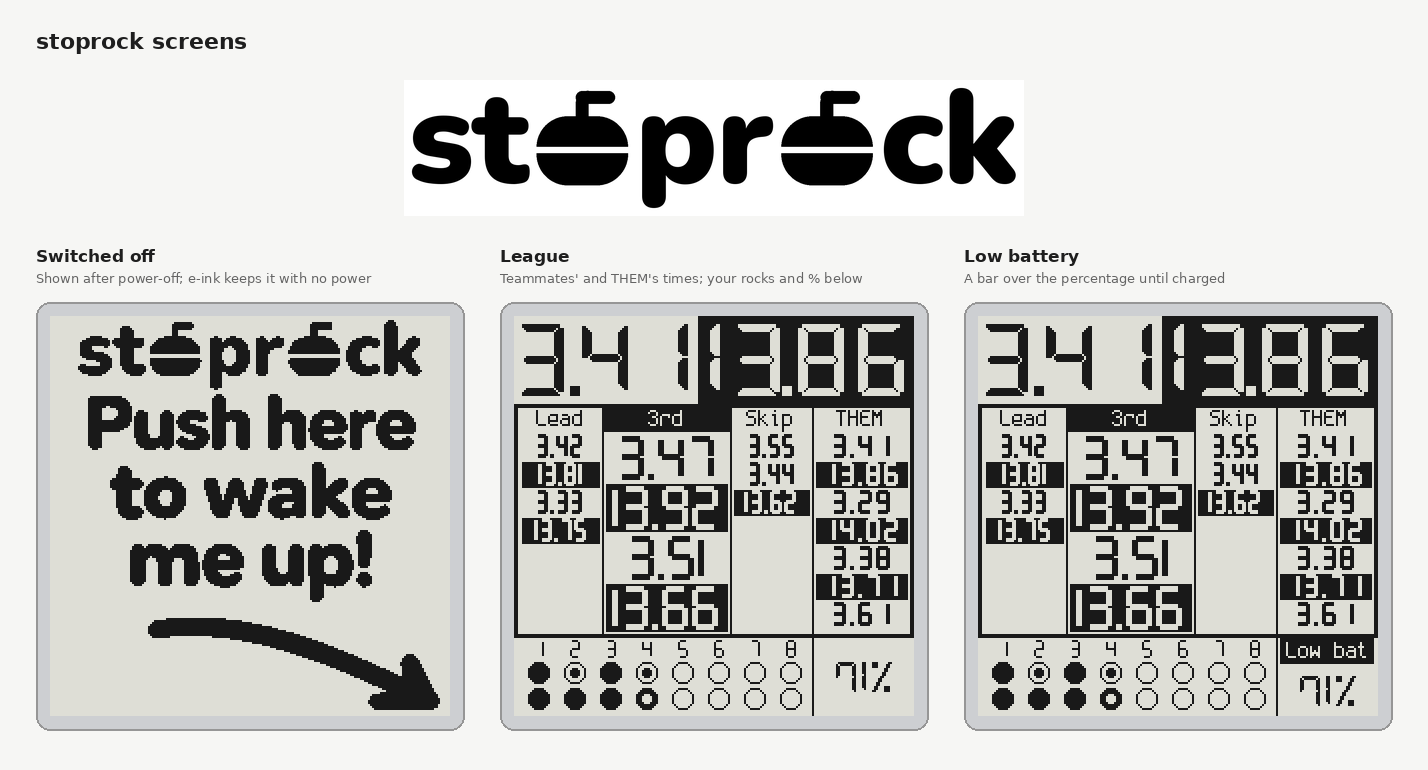 stoprock screens
stoprock
Switched off
Shown after power-off; e-ink keeps it with no power
stoprock
Push here
to wake
me up!
League
Teammates' and THEM's times; your rocks and % below
3.41 13.86
Lead 3rd Skip THEM
3.42 3.47 3.55 3.41
13.81 13.92 3.44 13.86
3.33 3.51 13.62 3.29
13.75 13.66 14.02
3.38
13.71
3.61
1 2 3 4 5 6 7 8
71%
Low battery
A bar over the percentage until charged
3.41 13.86
Lead 3rd Skip THEM
3.42 3.47 3.55 3.41
13.81 13.92 3.44 13.86
3.33 3.51 13.62 3.29
13.75 13.66 14.02
3.38
13.71
3.61
1 2 3 4 5 6 7 8
Low bat
71%